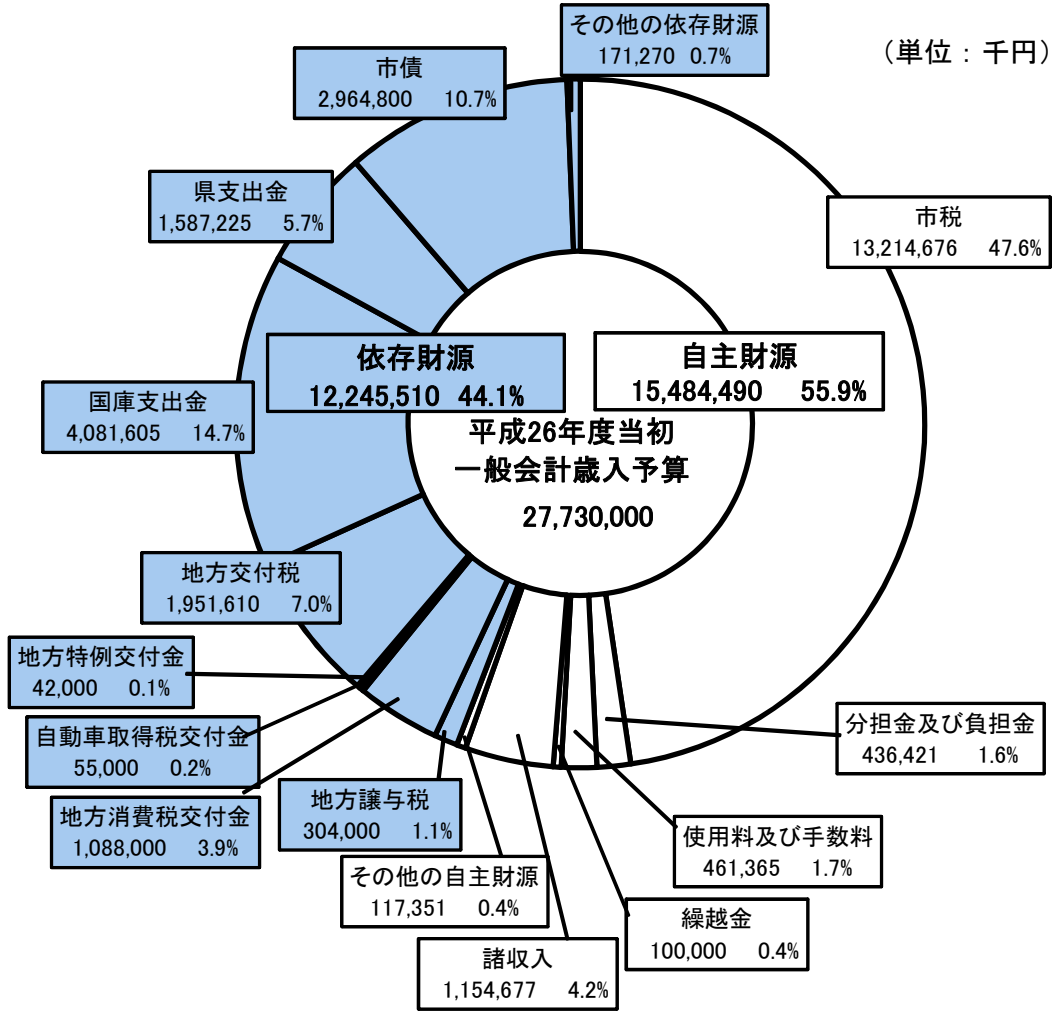 (単位：千円)
その他の依存財源
171,270 0.7%
市債
2,964,800 10.7%
県支出金
1,587,225 5.7%
市税
13,214,676 47.6%
依存財源
12,245,510 44.1%
自主財源
15,484,490 55.9%
国庫支出金
4,081,605 14.7%
平成26年度当初
一般会計歳入予算
27,730,000
地方交付税
1,951,610 7.0%
地方特例交付金
42,000 0.1%
自動車取得税交付金
55,000 0.2%
地方消費税交付金
1,088,000 3.9%
地方譲与税
304,000 1.1%
分担金及び負担金
436,421 1.6%
使用料及び手数料
461,365 1.7%
その他の自主財源
117,351 0.4%
繰越金
100,000 0.4%
諸収入
1,154,677 4.2%